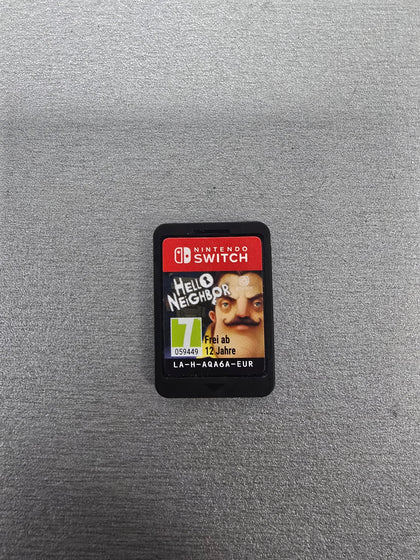 NINTENDO
SWITCH
HELLO
NEIGHBOR
7
059449
Frei ab
12 Jahre
LA-H-AQA6A-EUR